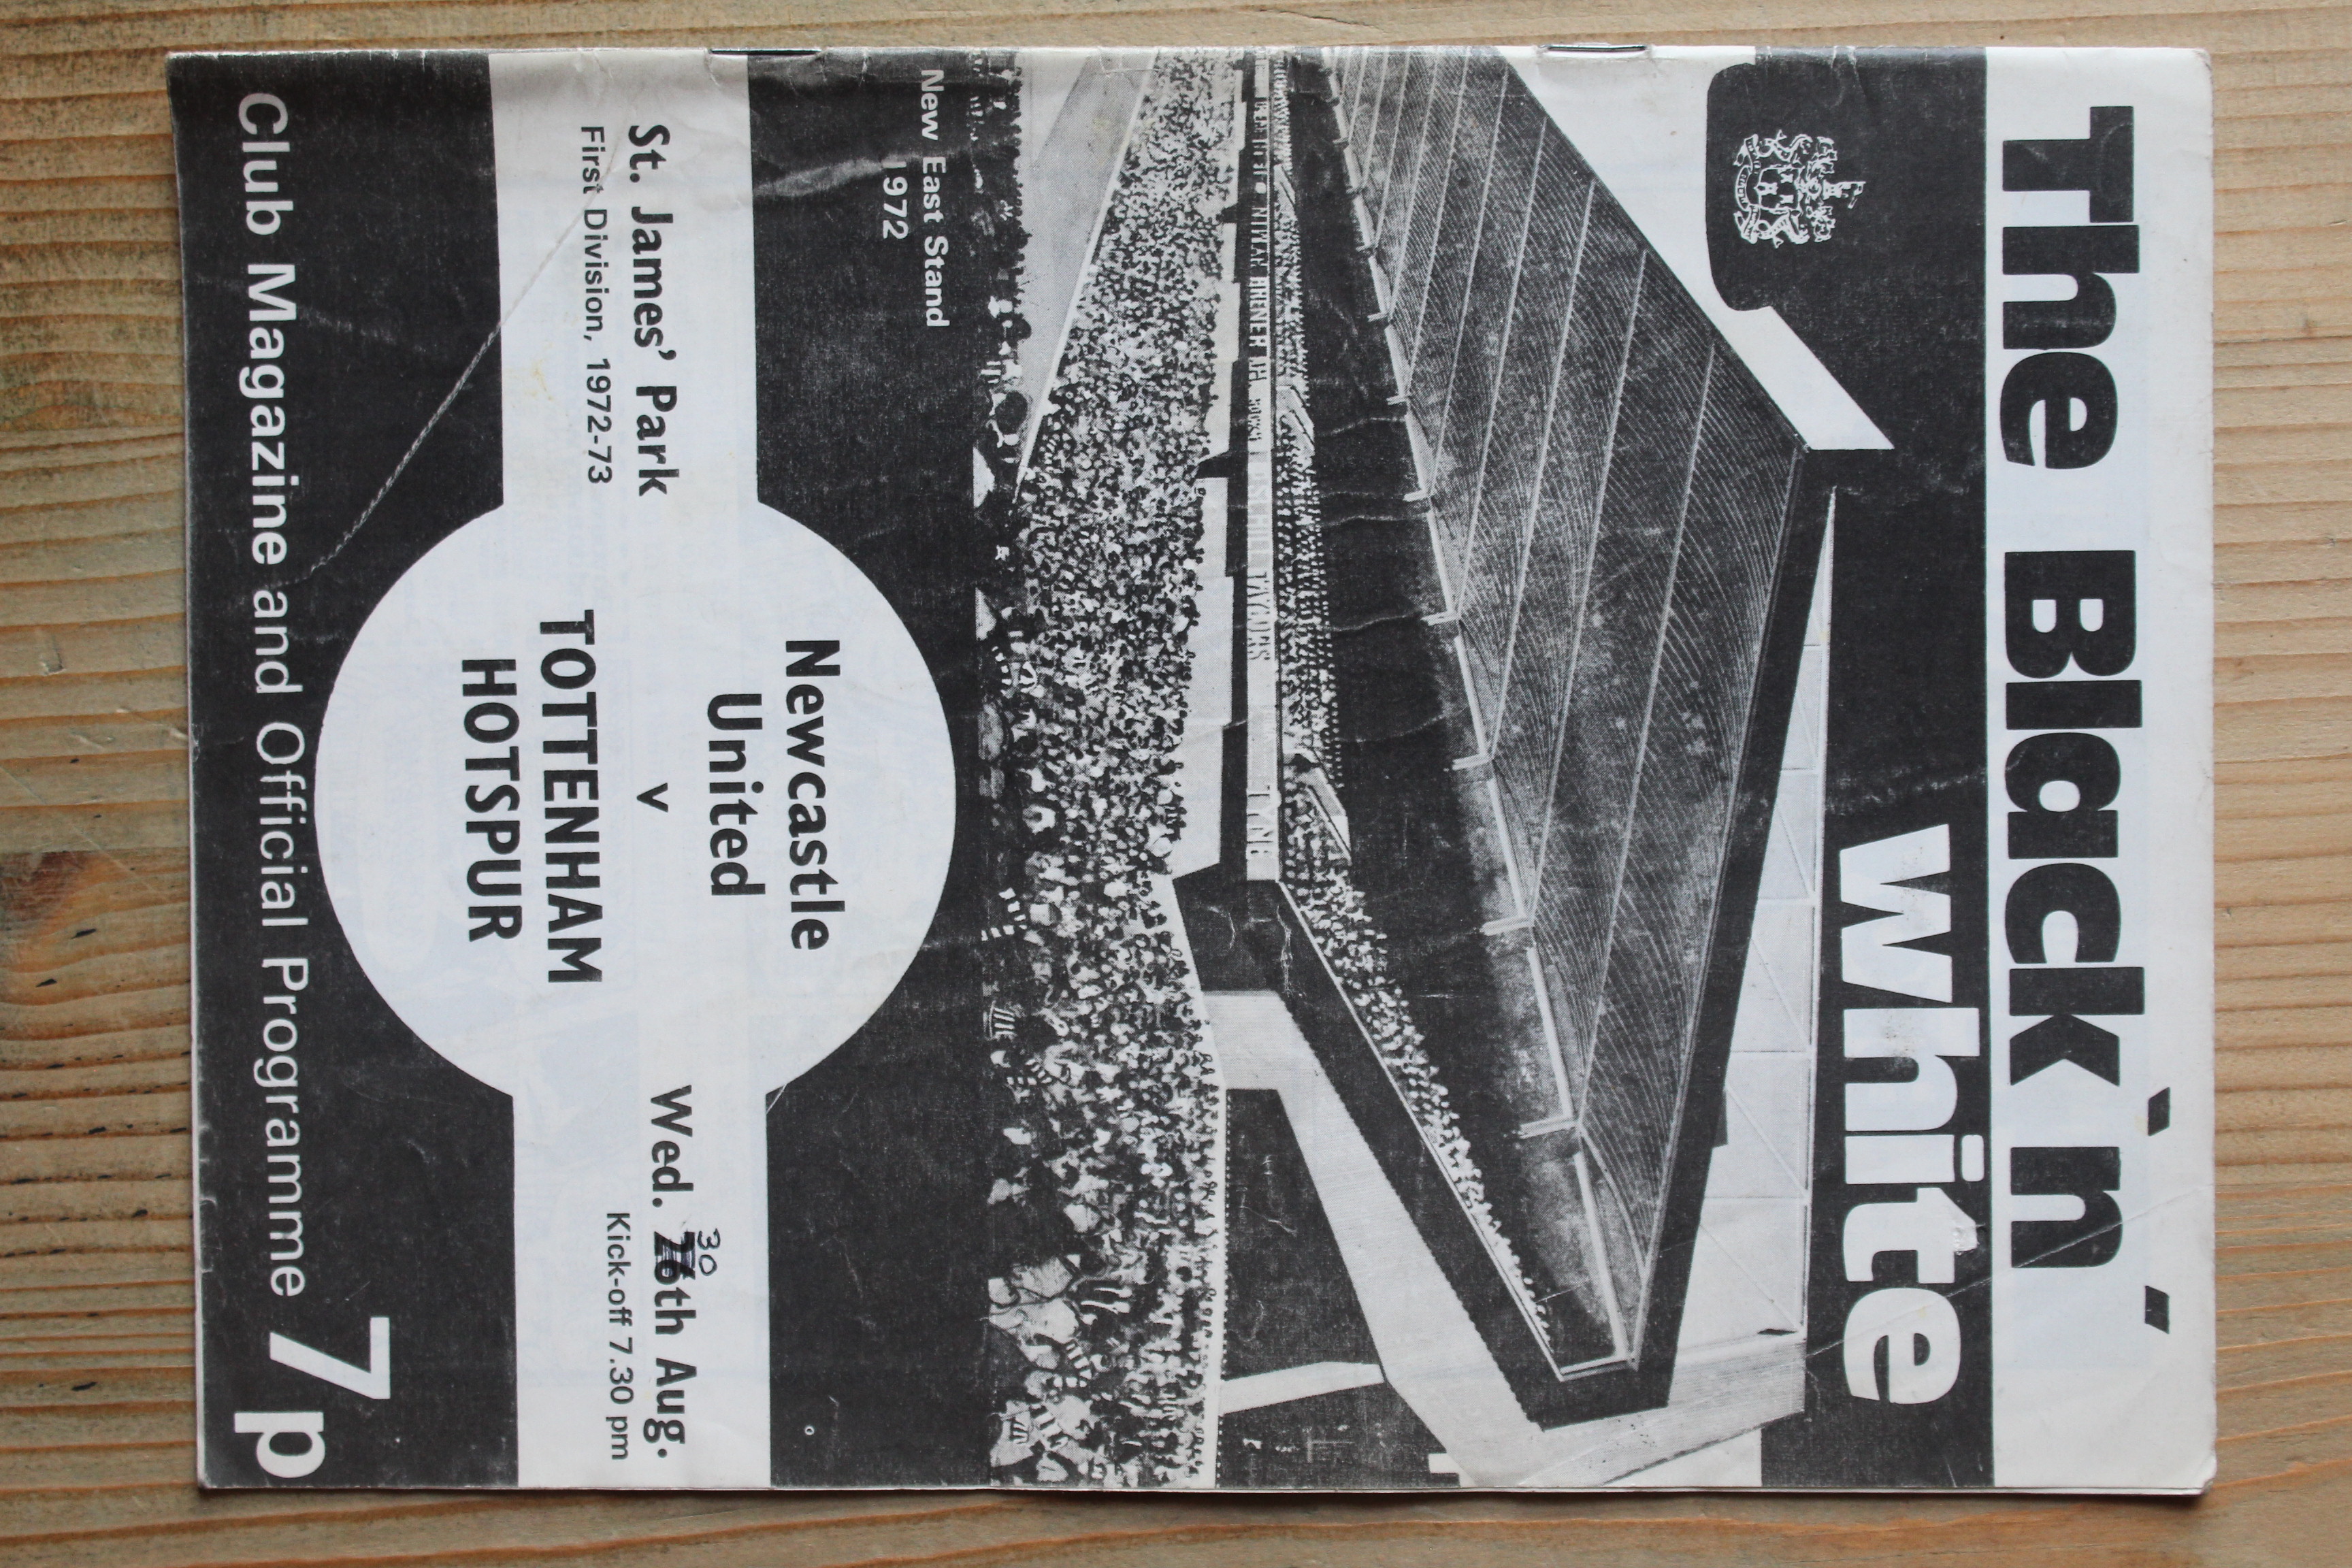 The Black 'n'
White
New East Stand
1972
Newcastle
United
v
TOTTENHAM
HOTSPUR
St. James' Park
First Division, 1972-73
30
Wed. 26th Aug.
Kick-off 7.30 pm
Club Magazine and Official Programme 7p